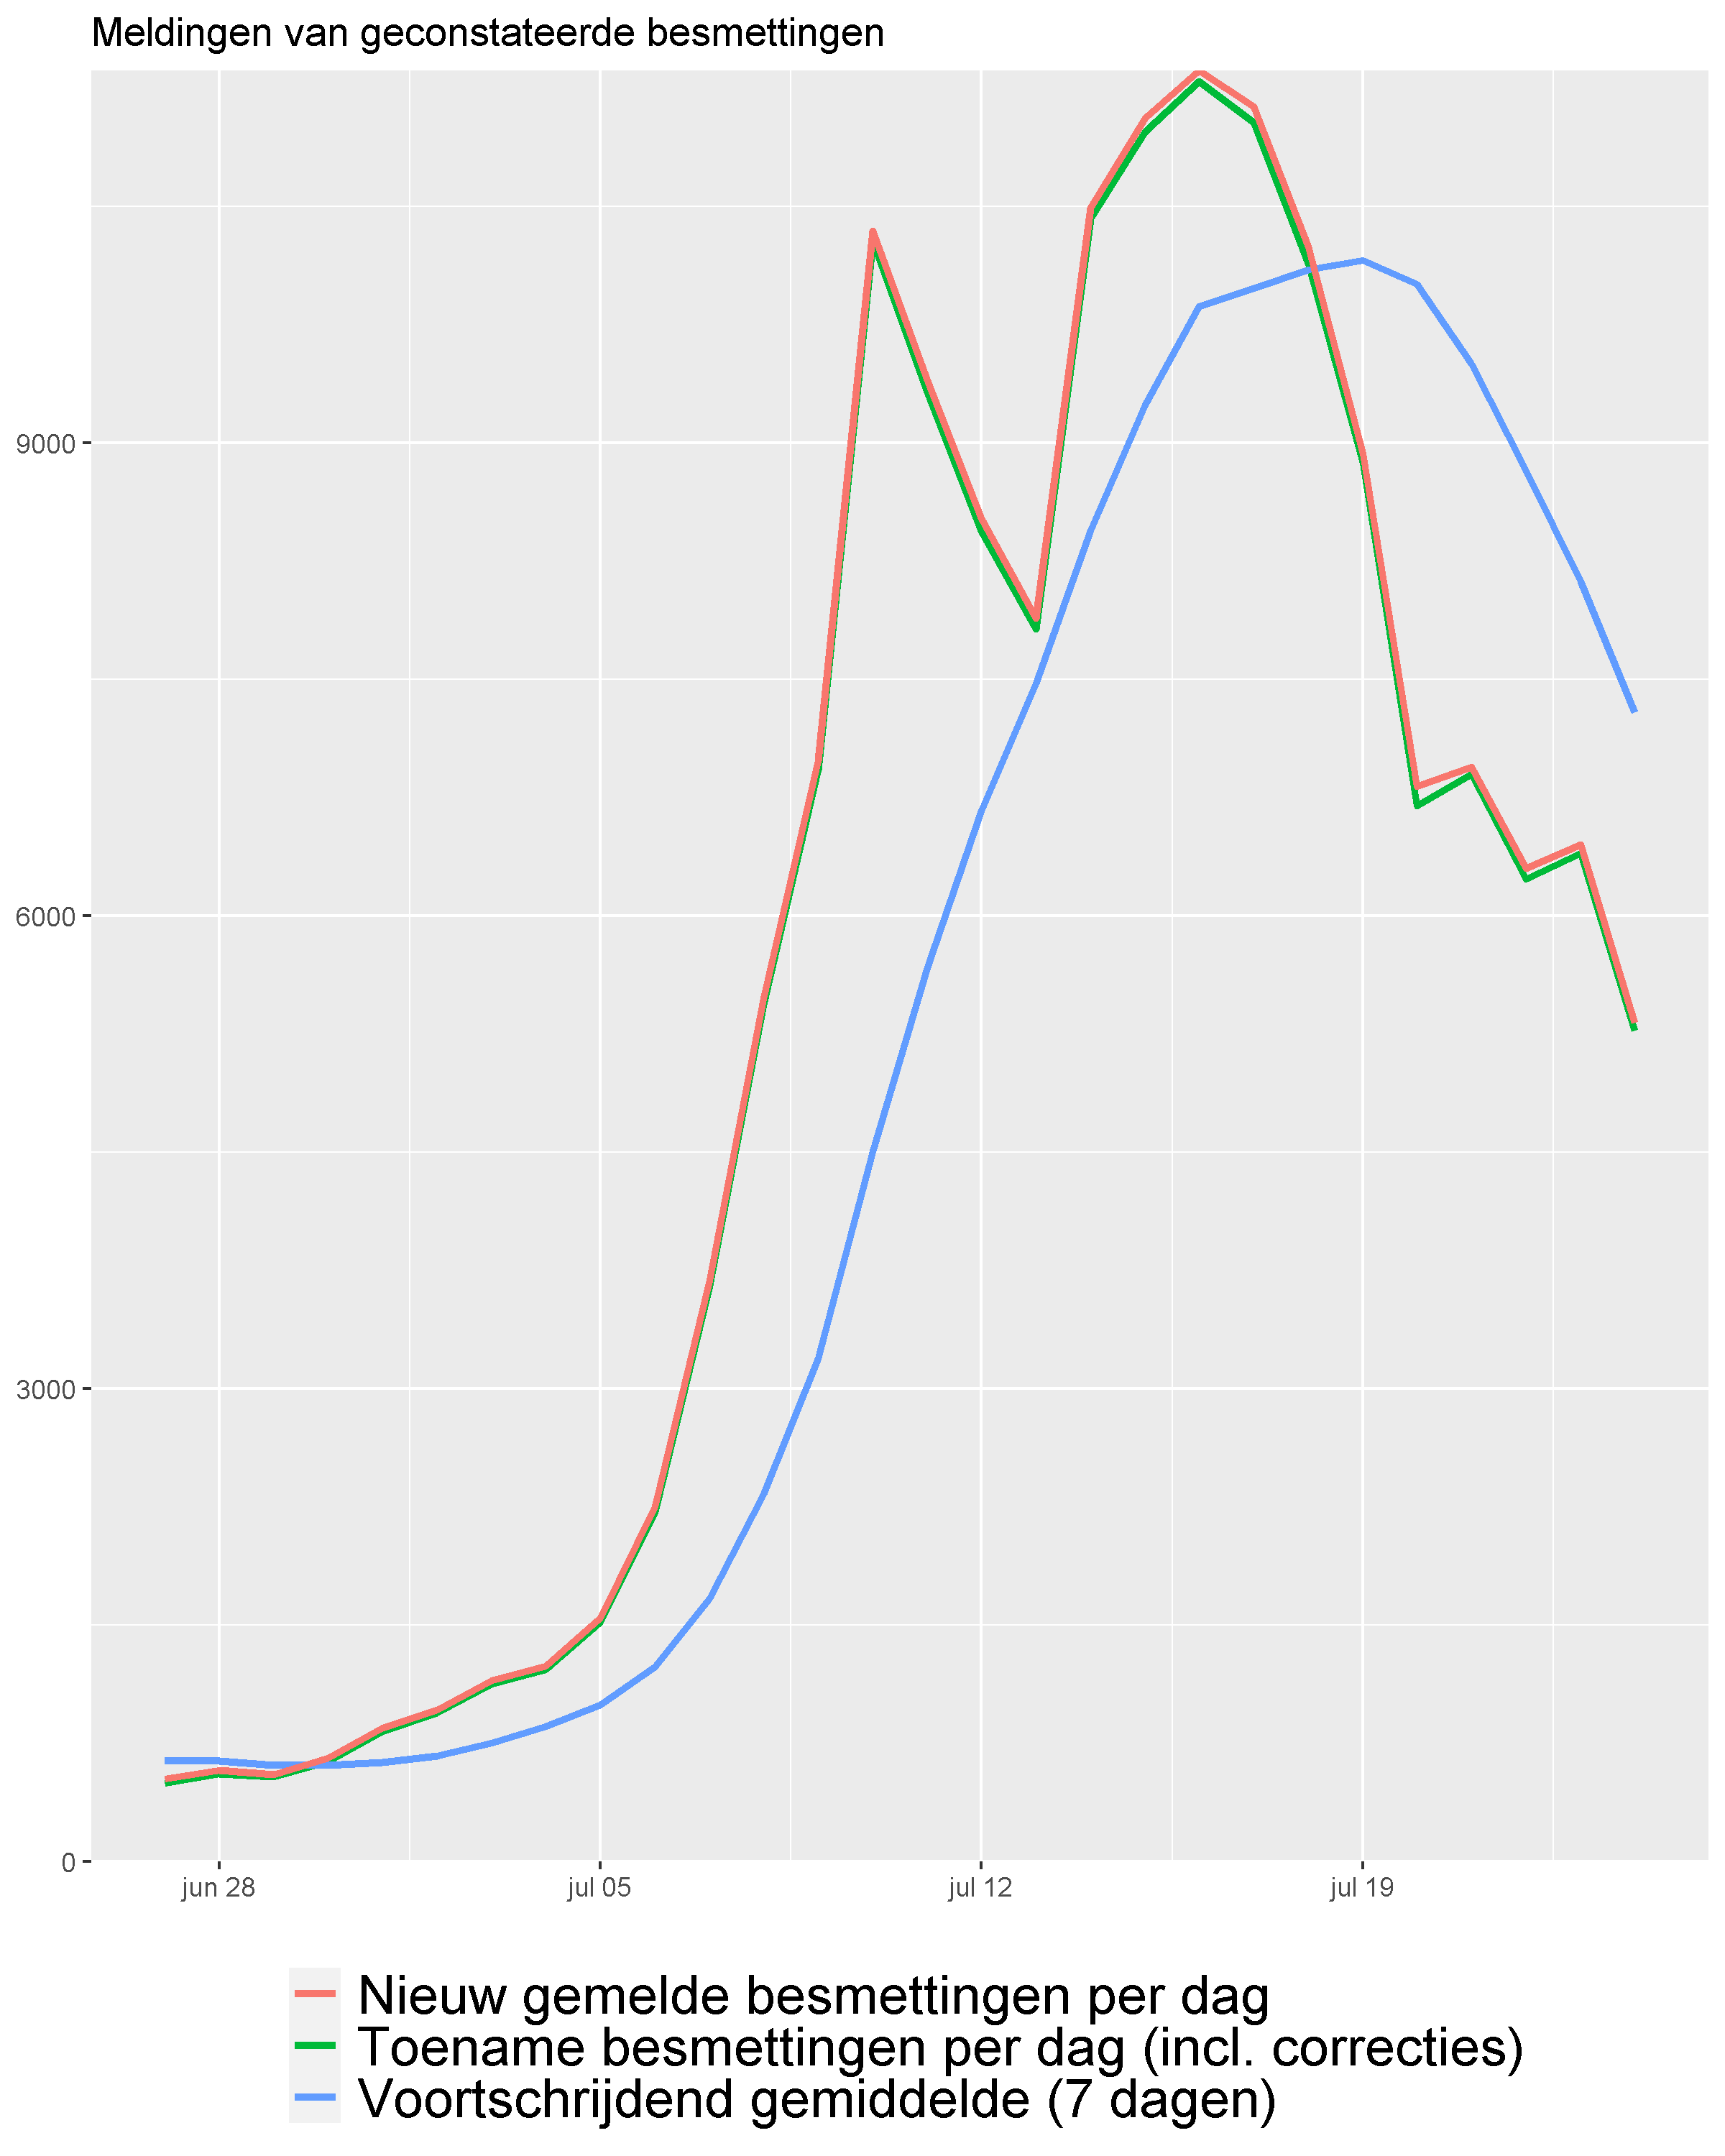 Meldingen van geconstateerde besmettingen
9000
6000
3000
0
jun 28
jul 05
jul 12
jul 19
Nieuw gemelde besmettingen per dag
Toename besmettingen per dag (incl. correcties)
Voortschrijdend gemiddelde (7 dagen)